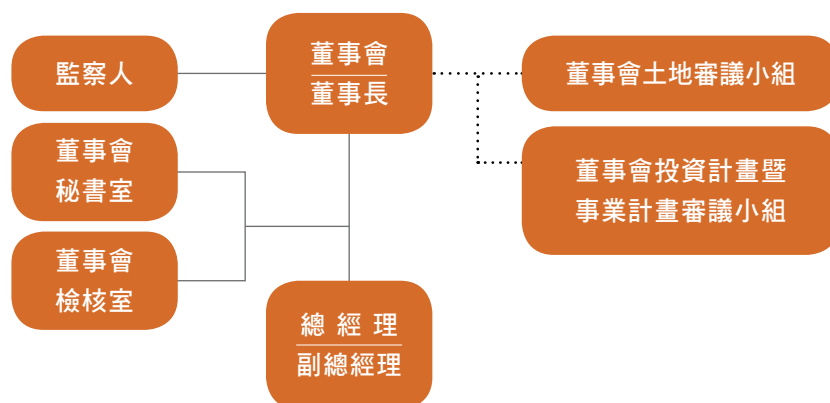 監察人
董事會
董事長
董事會土地審議小組
董事會
秘書室
董事會投資計畫暨
事業計畫審議小組
董事會
檢核室
總經理
副總經理